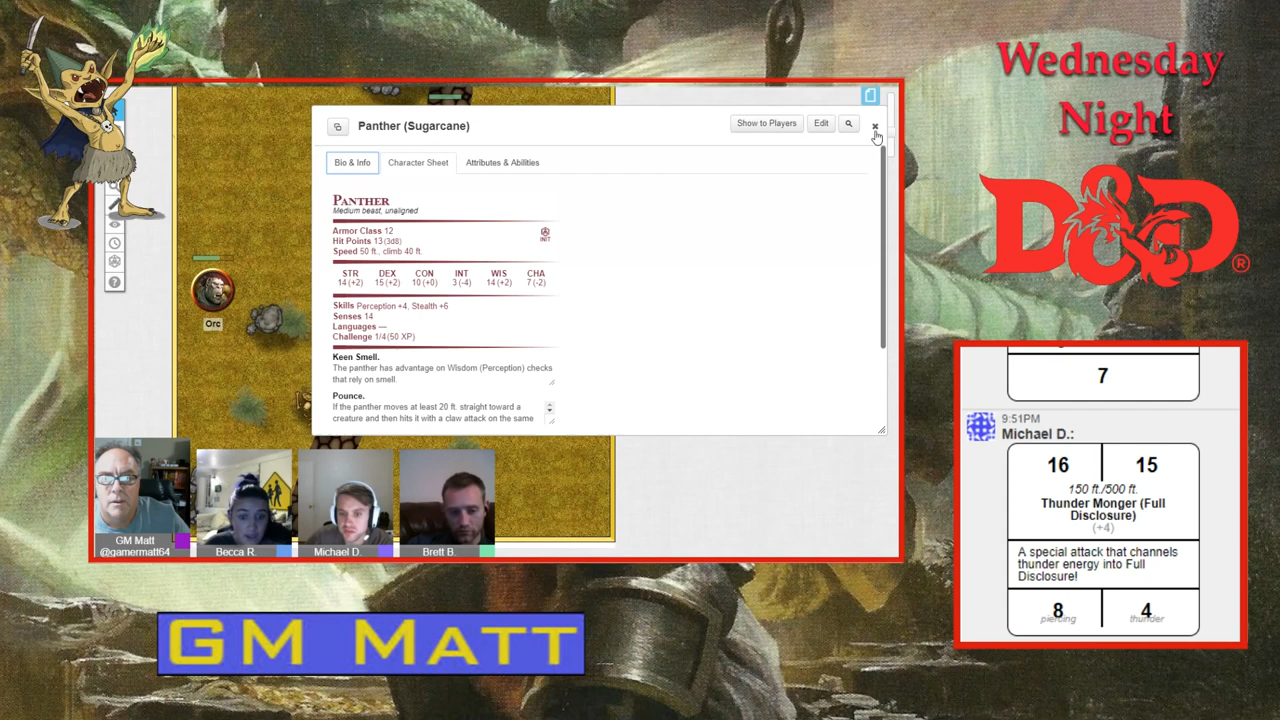 Wednesday
Night
D&D®
Panther (Sugarcane)
Show to Players
Edit
Bio & Info
Character Sheet
Attributes & Abilities
Panther
Medium beast, unaligned
Armor Class 12
Hit Points 13 (3d8)
Speed 50 ft., climb 40 ft.
INIT
STR DEX CON INT WIS CHA
14 (+2) 15 (+2) 10 (+0) 3 (-4) 14 (+2) 7 (-2)
Skills Perception +4, Stealth +6
Senses 14
Languages —
Challenge 1/4 (50 XP)
Keen Smell.
The panther has advantage on Wisdom (Perception) checks
that rely on smell.
Pounce.
If the panther moves at least 20 ft. straight toward a
creature and then hits it with a claw attack on the same
Orc
GM Matt
@gamermatt64
Becca R.
Michael D.
Brett B.
7
9:51PM
Michael D.:
16 15
150 ft./500 ft.
Thunder Monger (Full
Disclosure)
(+4)
A special attack that channels
thunder energy into Full
Disclosure!
8 4
piercing thunder
GM Matt